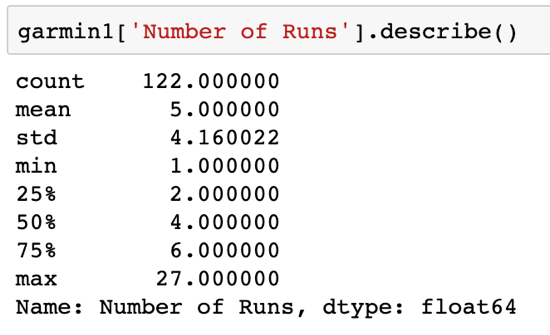 garmin1['Number of Runs'].describe()
count    122.000000
mean       5.000000
std        4.160022
min        1.000000
25%        2.000000
50%        4.000000
75%        6.000000
max       27.000000
Name: Number of Runs, dtype: float64